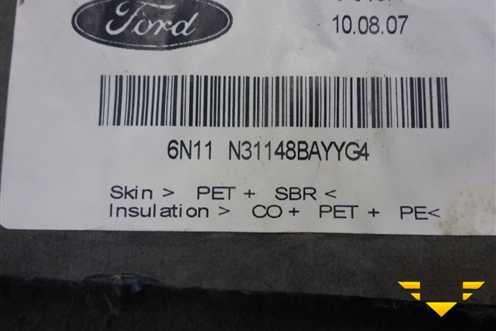 Ford
10.08.07
6N11 N31148BAYYG4
Skin > PET + SBR <
Insulation > CO + PET + PE<